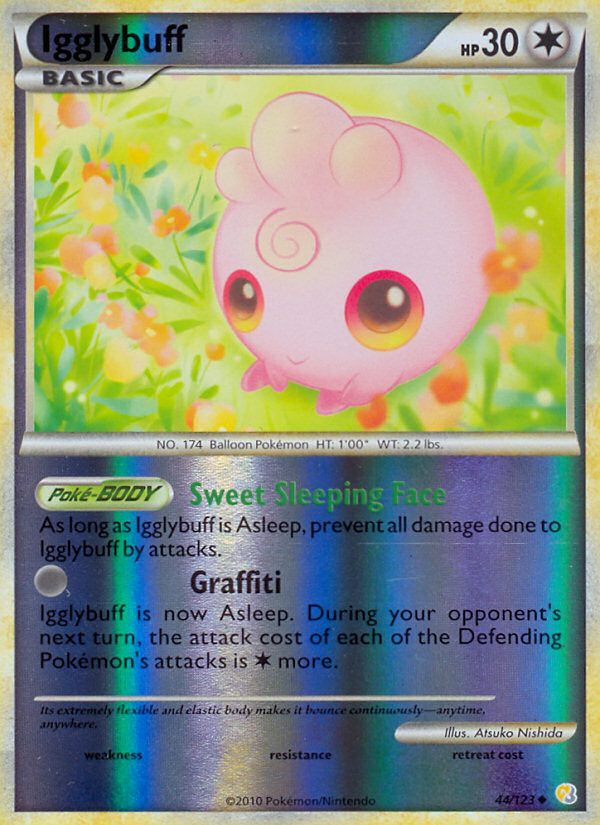 Igglybuff HP 30
BASIC
NO. 174 Balloon Pokémon HT: 1'00" WT: 2.2 lbs.
Poké-BODY Sweet Sleeping Face
As long as Igglybuff is Asleep, prevent all damage done to
Igglybuff by attacks.
Graffiti
Igglybuff is now Asleep. During your opponent's
next turn, the attack cost of each of the Defending
Pokémon's attacks is more.
Its extremely flexible and elastic body makes it bounce continuously—anytime,
anywhere.
Illus. Atsuko Nishida
weakness resistance retreat cost
©2010 Pokémon/Nintendo 44/123